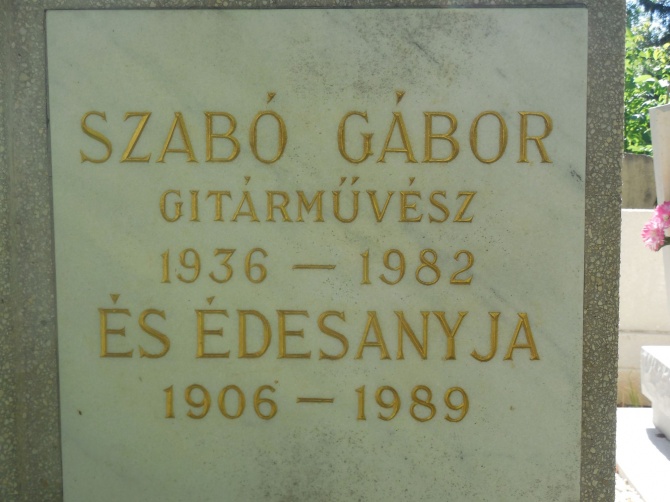 SZABÓ GÁBOR
GITÁRMŰVÉSZ
1936 – 1982
ÉS ÉDESANYJA
1906 – 1989